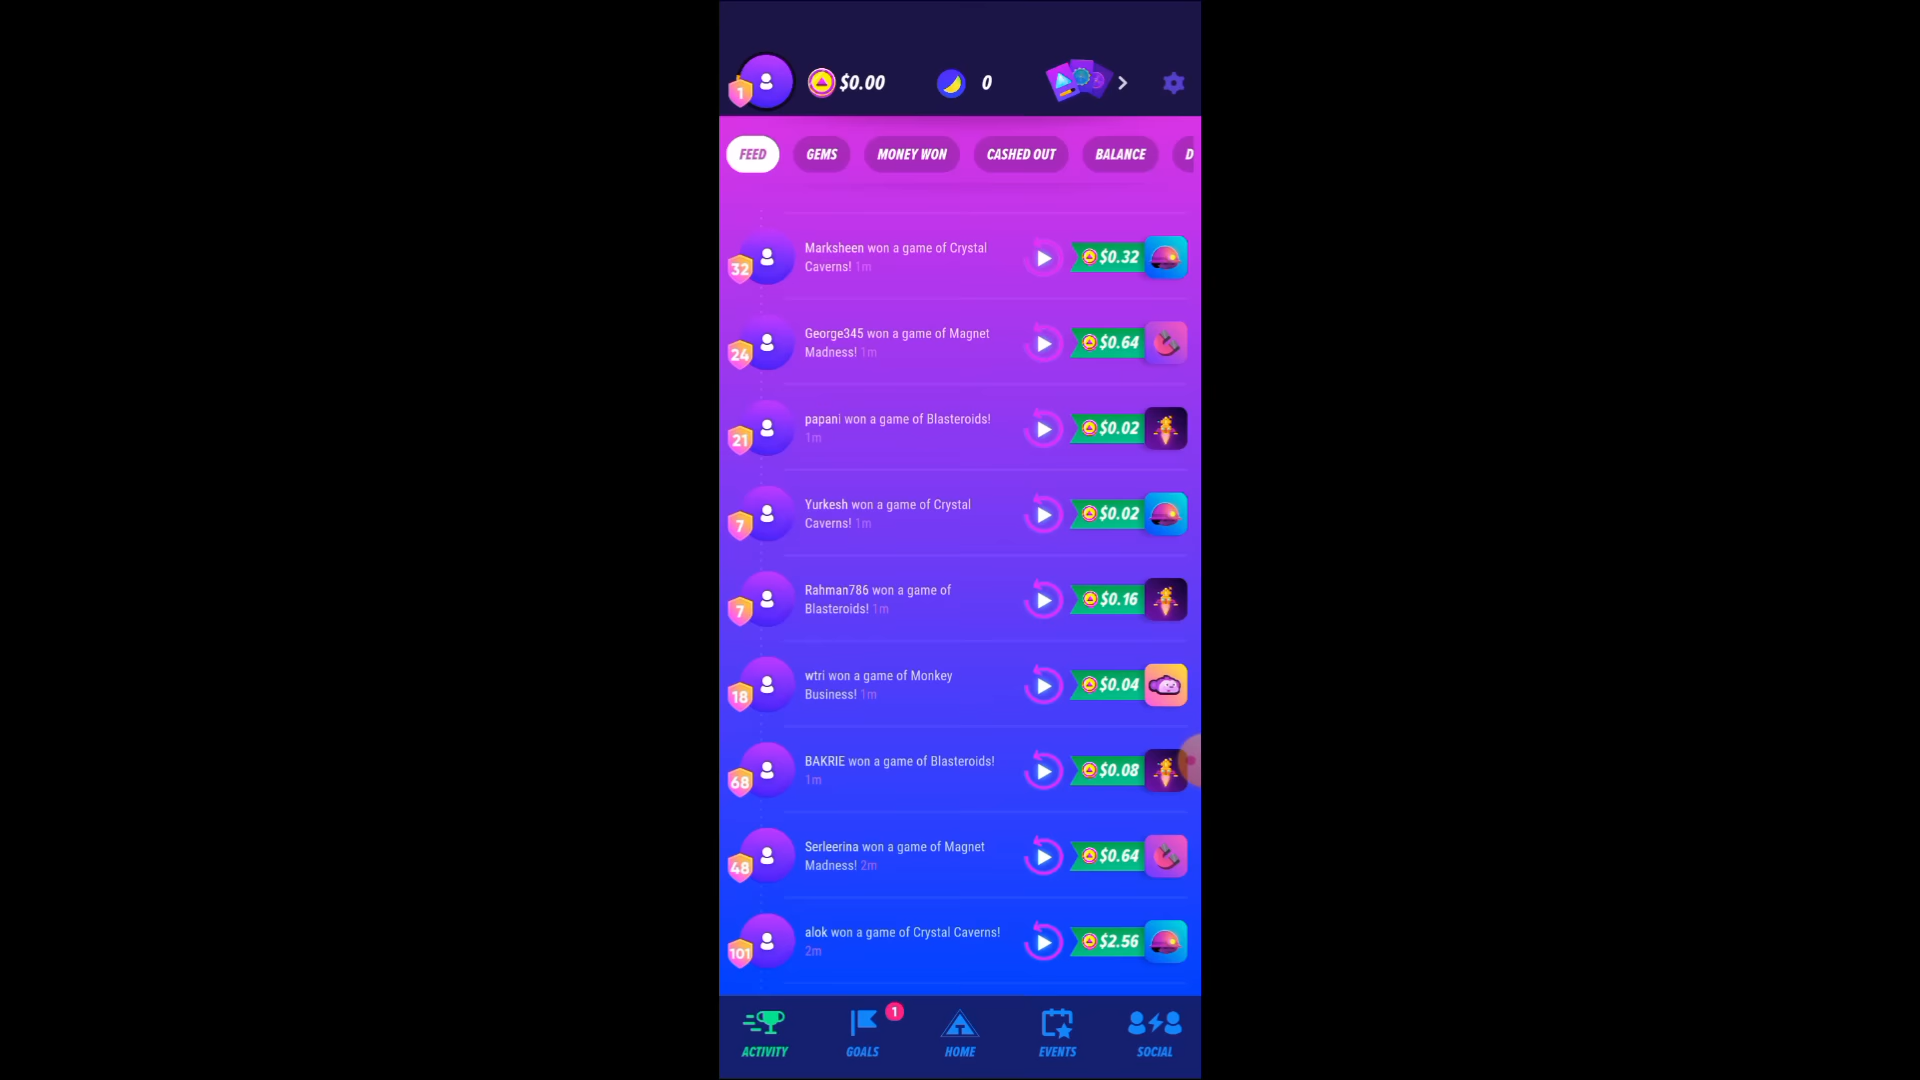 1
$0.00
0
FEED
GEMS
MONEY WON
CASHED OUT
BALANCE
D
Marksheen won a game of Crystal
Caverns! 1m
32
$0.32
George345 won a game of Magnet
Madness! 1m
24
$0.64
papani won a game of Blasteroids!
1m
21
$0.02
Yurkesh won a game of Crystal
Caverns! 1m
7
$0.02
Rahman786 won a game of
Blasteroids! 1m
7
$0.16
wtri won a game of Monkey
Business! 1m
18
$0.04
BAKRIE won a game of Blasteroids!
1m
68
$0.08
Serleerina won a game of Magnet
Madness! 2m
48
$0.64
alok won a game of Crystal Caverns!
2m
101
$2.56
1
ACTIVITY
GOALS
HOME
EVENTS
SOCIAL